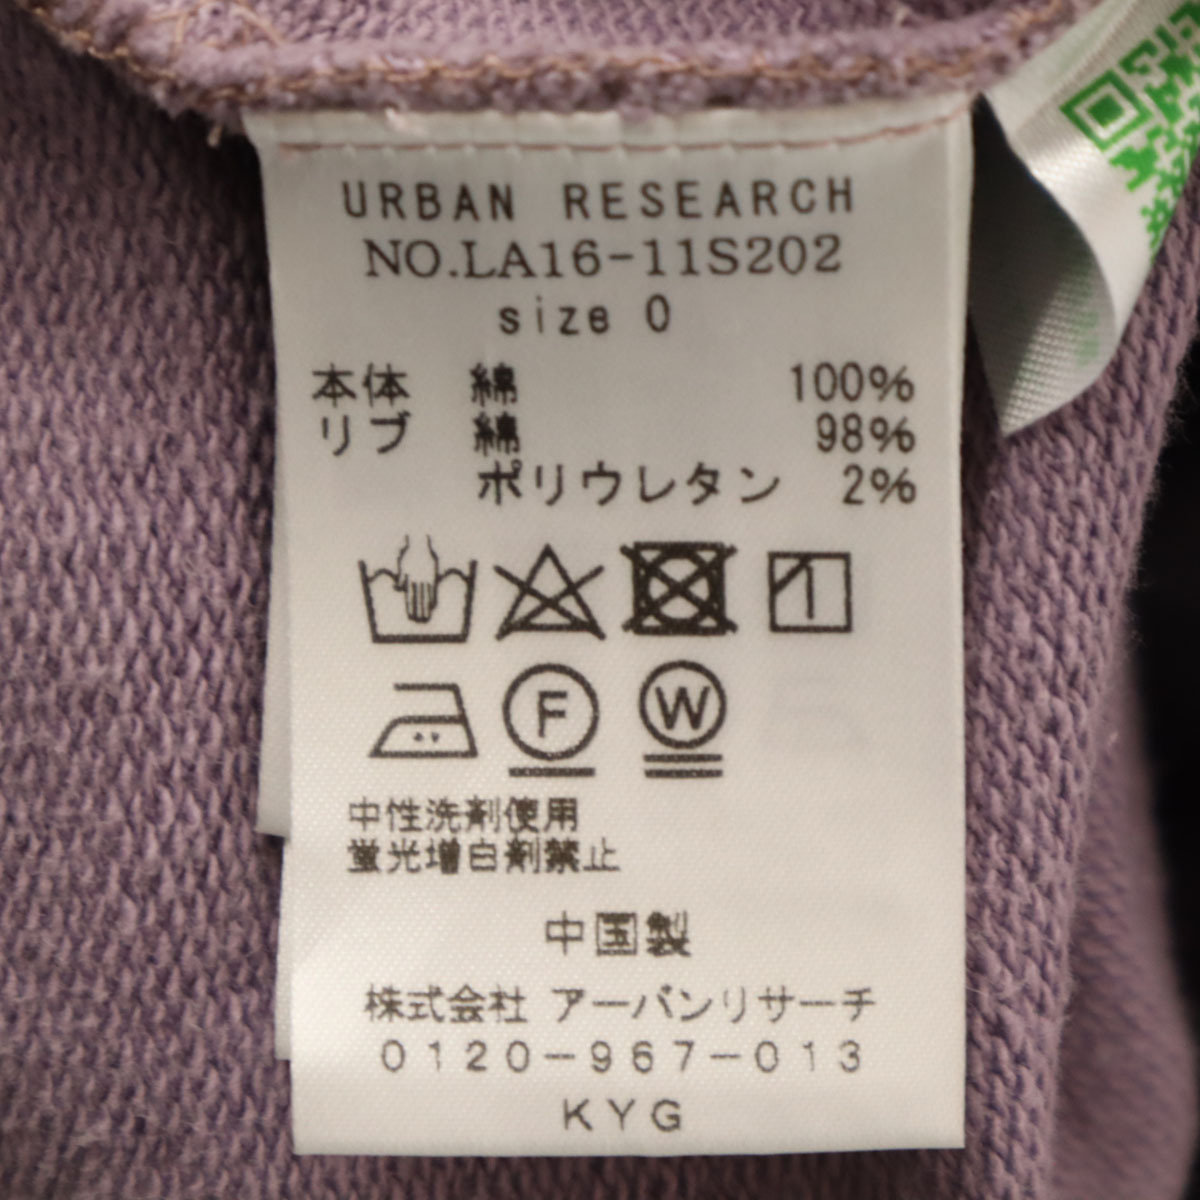 URBAN RESEARCH
NO.LA16-11S202
size 0
本体 綿 100%
リブ 綿 98%
ポリウレタン 2%
F W
中性洗剤使用
蛍光増白剤禁止
中国製
株式会社 アーバンリサーチ
0120-967-013
KYG